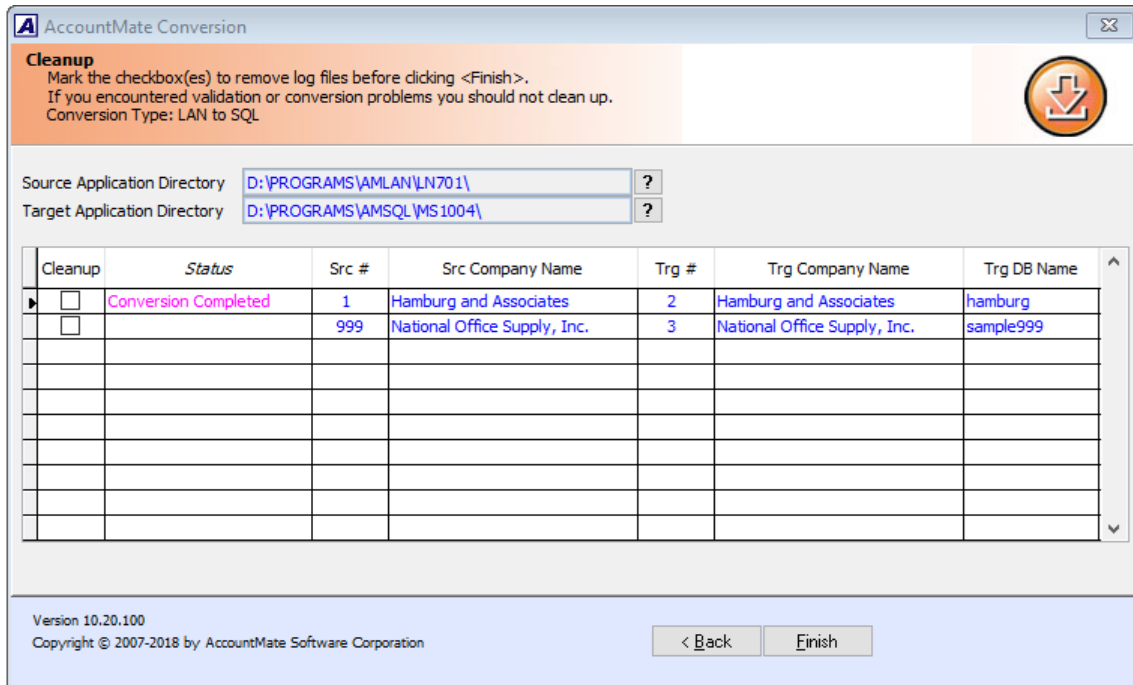 AccountMate Conversion
Cleanup
Mark the checkbox(es) to remove log files before clicking <Finish>.
If you encountered validation or conversion problems you should not clean up.
Conversion Type: LAN to SQL
Source Application Directory D:\PROGRAMS\AMLAN\LN701\ ?
Target Application Directory D:\PROGRAMS\AMSQL\MS1004\ ?
Cleanup Status Src # Src Company Name Trg # Trg Company Name Trg DB Name
Conversion Completed 1 Hamburg and Associates 2 Hamburg and Associates hamburg
999 National Office Supply, Inc. 3 National Office Supply, Inc. sample999
Version 10.20.100
Copyright © 2007-2018 by AccountMate Software Corporation
< Back Finish